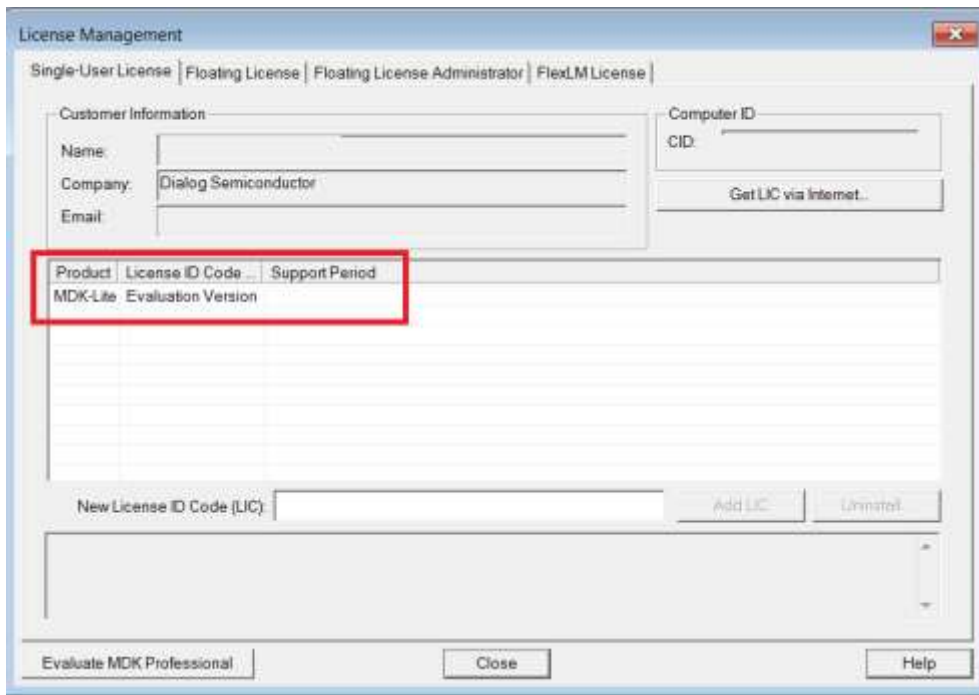 License Management
Single-User License Floating License Floating License Administrator FlexLM License
Customer Information
Name:
Company: Dialog Semiconductor
Email:
Computer ID
CID:
Get LIC via Internet...
Product License ID Code ... Support Period
MDK-Lite Evaluation Version
New License ID Code (LIC):
Add LIC
Uninstall...
Evaluate MDK Professional
Close
Help